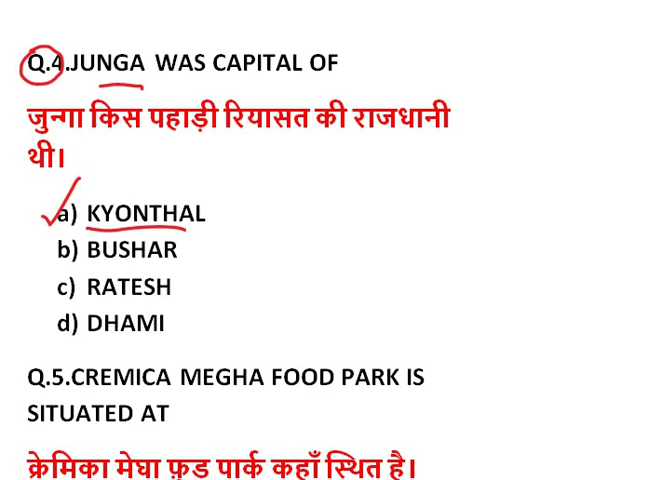 Q.4.JUNGA WAS CAPITAL OF
जुन्गा किस पहाड़ी रियासत की राजधानी
थी।
a) KYONTHAL
b) BUSHAR
c) RATESH
d) DHAMI
Q.5.CREMICA MEGHA FOOD PARK IS
SITUATED AT
क्रेमिका मेघा फ़ुड पार्क कहाँ स्थित है।